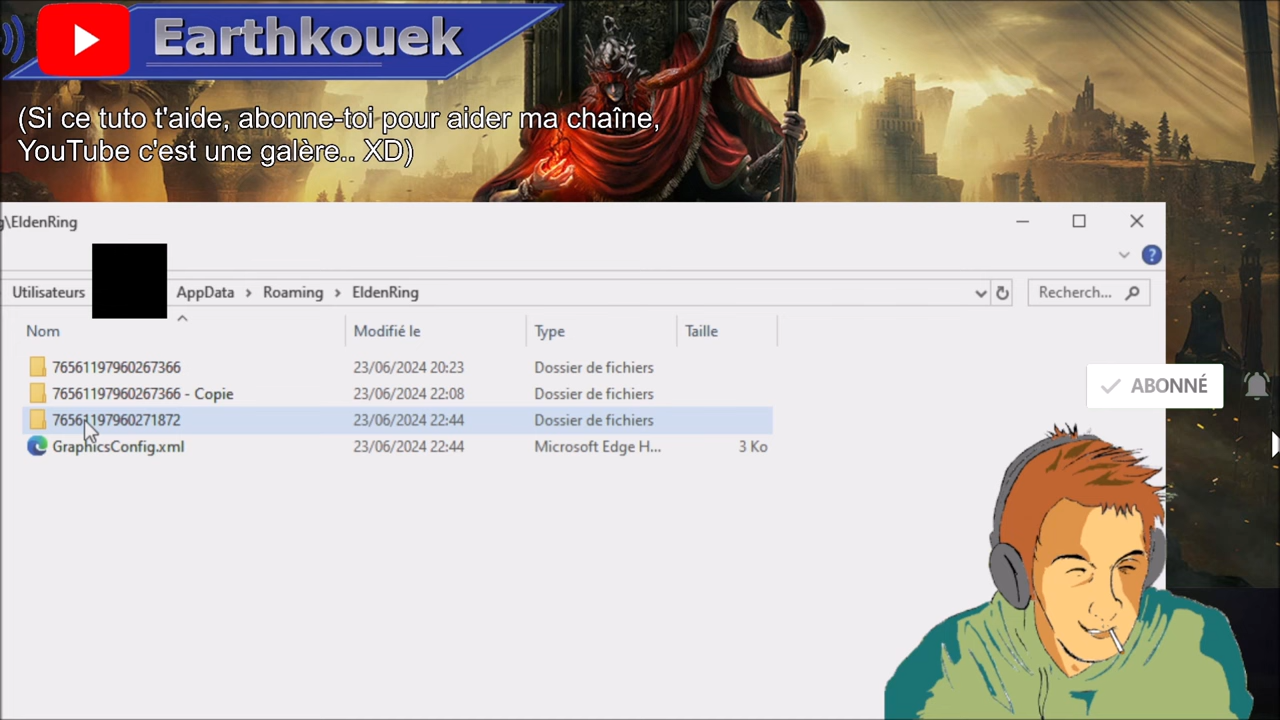 Earthkouek
(Si ce tuto t'aide, abonne-toi pour aider ma chaîne,
YouTube c'est une galère.. XD)
g\EldenRing
?
Utilisateurs AppData > Roaming > EldenRing Recherch...
Nom Modifié le Type Taille
76561197960267366 23/06/2024 20:23 Dossier de fichiers
76561197960267366 - Copie 23/06/2024 22:08 Dossier de fichiers
ABONNÉ
76561197960271872 23/06/2024 22:44 Dossier de fichiers
GraphicsConfig.xml 23/06/2024 22:44 Microsoft Edge H... 3 Ko